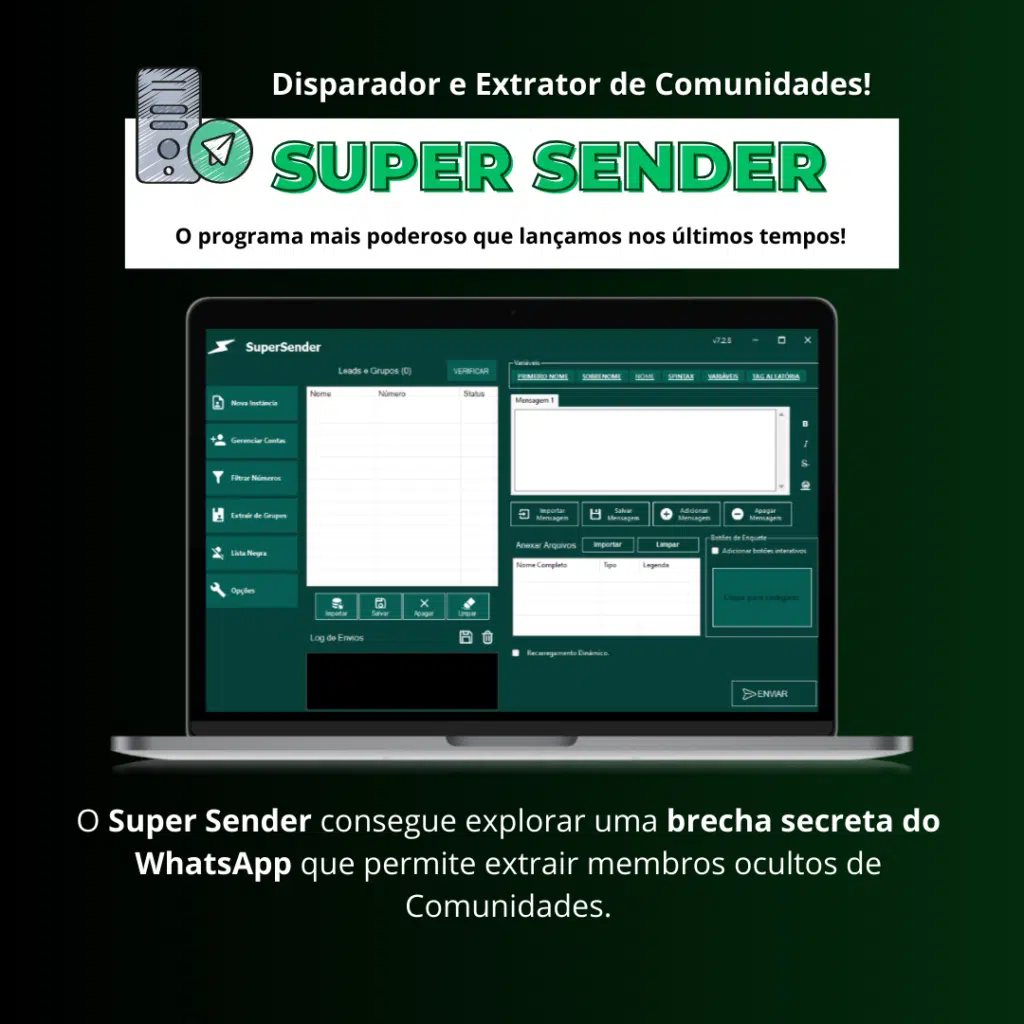 Disparador e Extrator de Comunidades!
SUPER SENDER
O programa mais poderoso que lançamos nos últimos tempos!
SuperSender
v7.2.8
Leads e Grupos (0)
VERIFICAR
Nome Número Status
Nova Instância
Gerenciar Contas
Filtrar Números
Extrair de Grupos
Lista Negra
Opções
Importar Salvar Apagar Limpar
Log de Envios
Variáveis
PRIMEIRO NOME SOBRENOME NOME SPINTAX VARIÁVEIS TAG ALEATÓRIA
Mensagem 1
B
I
S
Importar Mensagem
Salvar Mensagem
Adicionar Mensagem
Apagar Mensagem
Anexar Arquivos Importar Limpar
Nome Completo Tipo Legenda
Botões de Enquete
Adicionar botões interativos
Clique para configurar
Recarregamento Dinâmico.
ENVIAR
O Super Sender consegue explorar uma brecha secreta do
WhatsApp que permite extrair membros ocultos de
Comunidades.